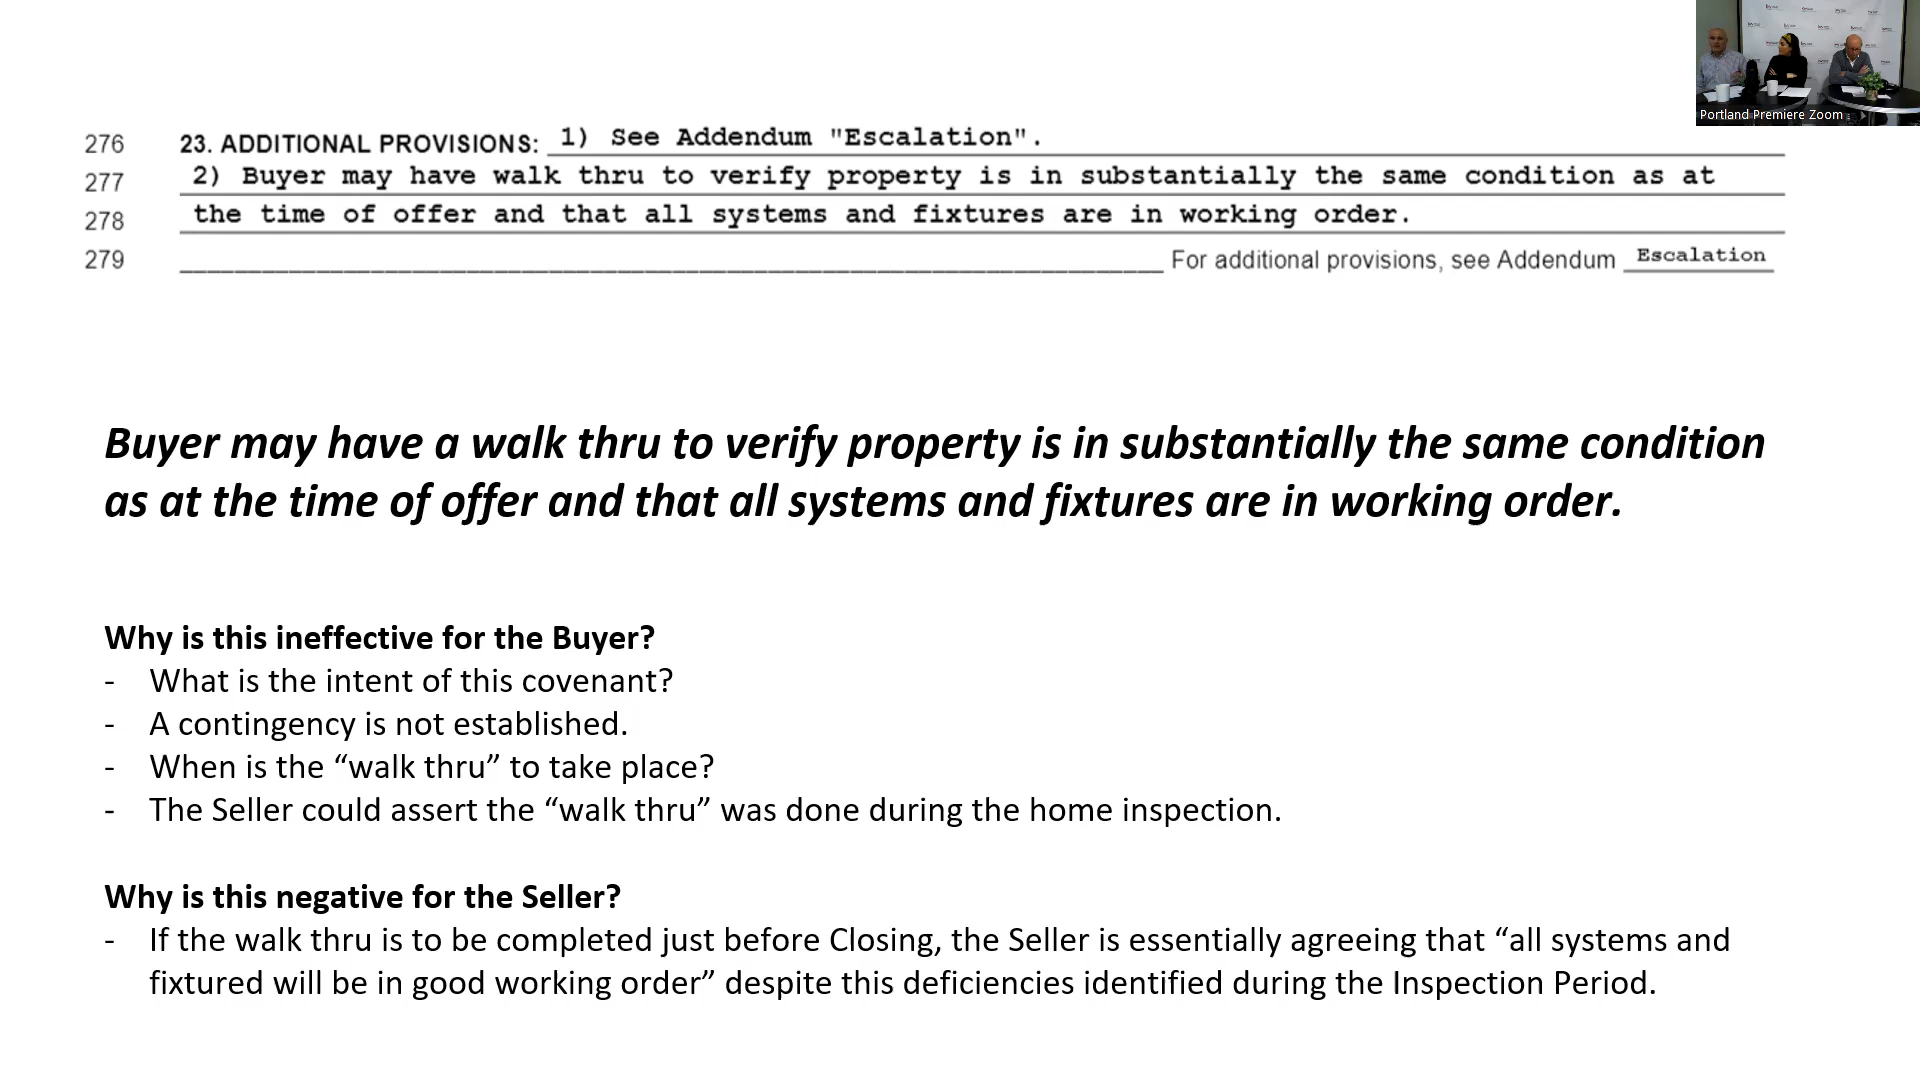 Portland Premiere Zoom
276 23. ADDITIONAL PROVISIONS: 1) See Addendum "Escalation".
277 2) Buyer may have walk thru to verify property is in substantially the same condition as at
278 the time of offer and that all systems and fixtures are in working order.
279 For additional provisions, see Addendum Escalation
Buyer may have a walk thru to verify property is in substantially the same condition
as at the time of offer and that all systems and fixtures are in working order.
Why is this ineffective for the Buyer?
- What is the intent of this covenant?
- A contingency is not established.
- When is the “walk thru” to take place?
- The Seller could assert the “walk thru” was done during the home inspection.
Why is this negative for the Seller?
- If the walk thru is to be completed just before Closing, the Seller is essentially agreeing that “all systems and
fixtured will be in good working order” despite this deficiencies identified during the Inspection Period.